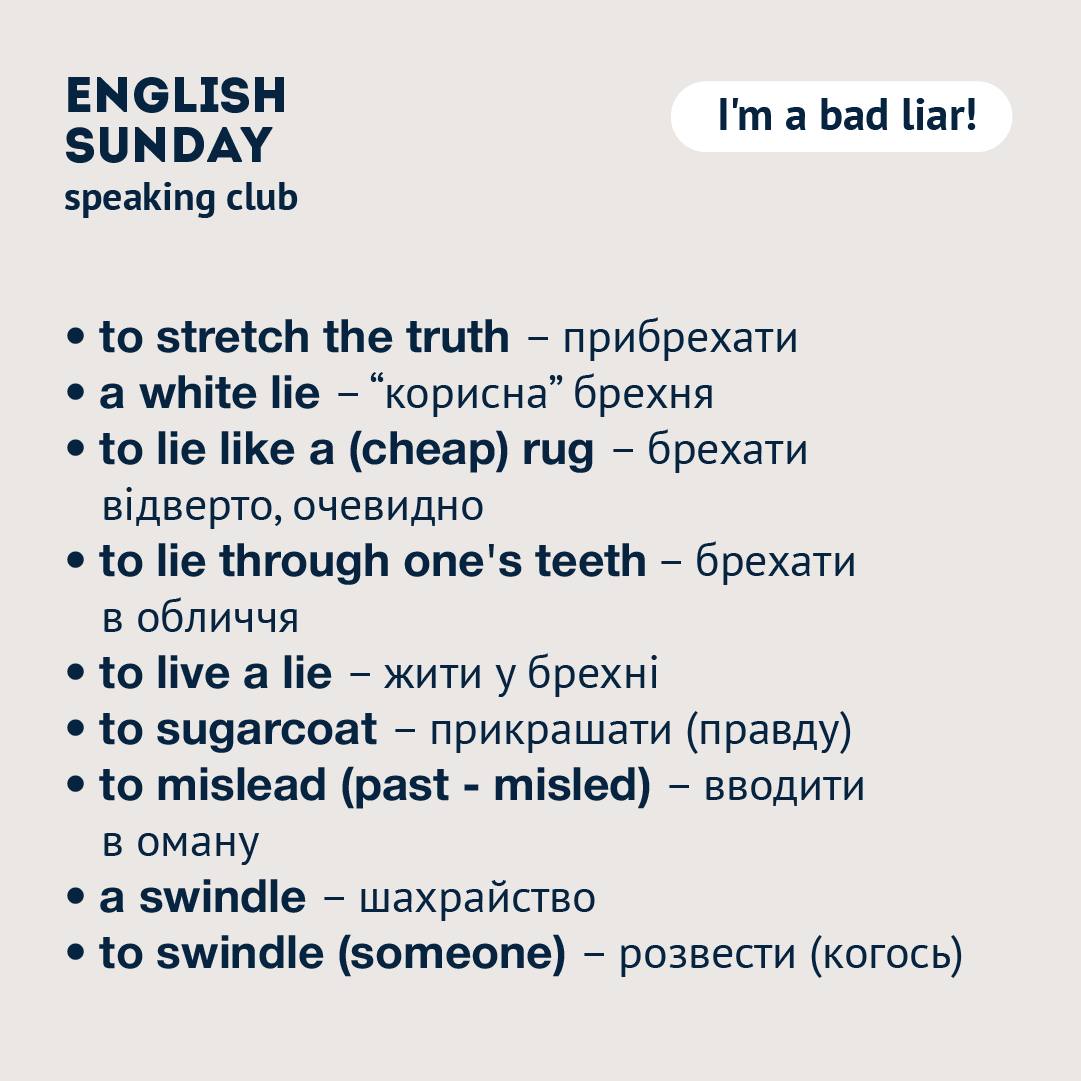 ENGLISH
SUNDAY
speaking club
I'm a bad liar!
• to stretch the truth – прибрехати
• a white lie – “корисна” брехня
• to lie like a (cheap) rug – брехати
відверто, очевидно
• to lie through one's teeth – брехати
в обличчя
• to live a lie – жити у брехні
• to sugarcoat – прикрашати (правду)
• to mislead (past - misled) – вводити
в оману
• a swindle – шахрайство
• to swindle (someone) – розвести (когось)